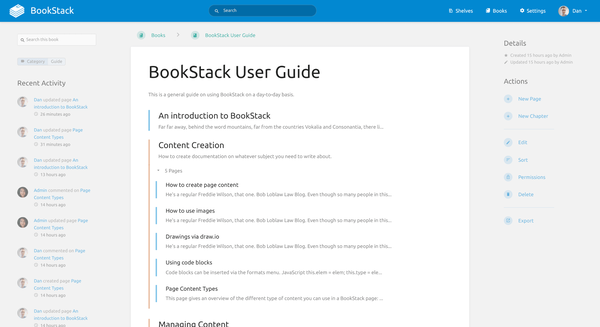 BookStack
Search
Shelves
Books
Settings
Dan
Search this book
Books
BookStack User Guide
Category
Guide
Recent Activity
Dan updated page An
Introduction to BookStack
26 minutes ago
Dan updated page Page
Content Types
31 minutes ago
Dan updated page An
Introduction to BookStack
13 hours ago
Admin commented on Page
Content Types
14 hours ago
Admin updated page Page
Content Types
14 hours ago
Dan commented on Page
Content Types
14 hours ago
Dan created page Page
Content Types
14 hours ago
Dan updated page An
Introduction to BookStack
14 hours ago
BookStack User Guide
This is a general guide on using BookStack on a day-to-day basis.
An introduction to BookStack
Far far away, behind the word mountains, far from the countries Vokalia and Consonantia, there li...
Content Creation
How to create documentation on whatever subject you need to write about.
5 Pages
How to create page content
He's a regular Freddie Wilson, that one. Bob Loblaw Law Blog. Even though so many people in this...
How to use images
He's a regular Freddie Wilson, that one. Bob Loblaw Law Blog. Even though so many people in this...
Drawings via draw.io
He's a regular Freddie Wilson, that one. Bob Loblaw Law Blog. Even though so many people in this...
Using code blocks
Code blocks can be inserted via the formats menu. JavaScript this.elem = elem; this.type = ele...
Page Content Types
This page gives an overview of the different type of content you can use in a BookStack page: ...
Managing Content
Details
Created 15 hours ago by Admin
Updated 15 hours ago by Admin
Actions
New Page
New Chapter
Edit
Sort
Permissions
Delete
Export